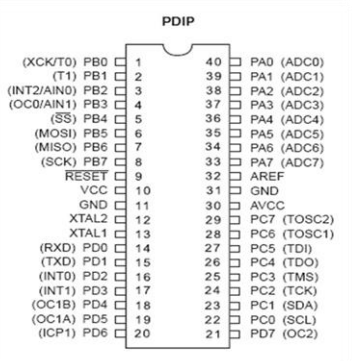 PDIP
(XCK/T0) PB0 1 40 PA0 (ADC0)
(T1) PB1 2 39 PA1 (ADC1)
(INT2/AIN0) PB2 3 38 PA2 (ADC2)
(OC0/AIN1) PB3 4 37 PA3 (ADC3)
(SS) PB4 5 36 PA4 (ADC4)
(MOSI) PB5 6 35 PA5 (ADC5)
(MISO) PB6 7 34 PA6 (ADC6)
(SCK) PB7 8 33 PA7 (ADC7)
RESET 9 32 AREF
VCC 10 31 GND
GND 11 30 AVCC
XTAL2 12 29 PC7 (TOSC2)
XTAL1 13 28 PC6 (TOSC1)
(RXD) PD0 14 27 PC5 (TDI)
(TXD) PD1 15 26 PC4 (TDO)
(INT0) PD2 16 25 PC3 (TMS)
(INT1) PD3 17 24 PC2 (TCK)
(OC1B) PD4 18 23 PC1 (SDA)
(OC1A) PD5 19 22 PC0 (SCL)
(ICP1) PD6 20 21 PD7 (OC2)